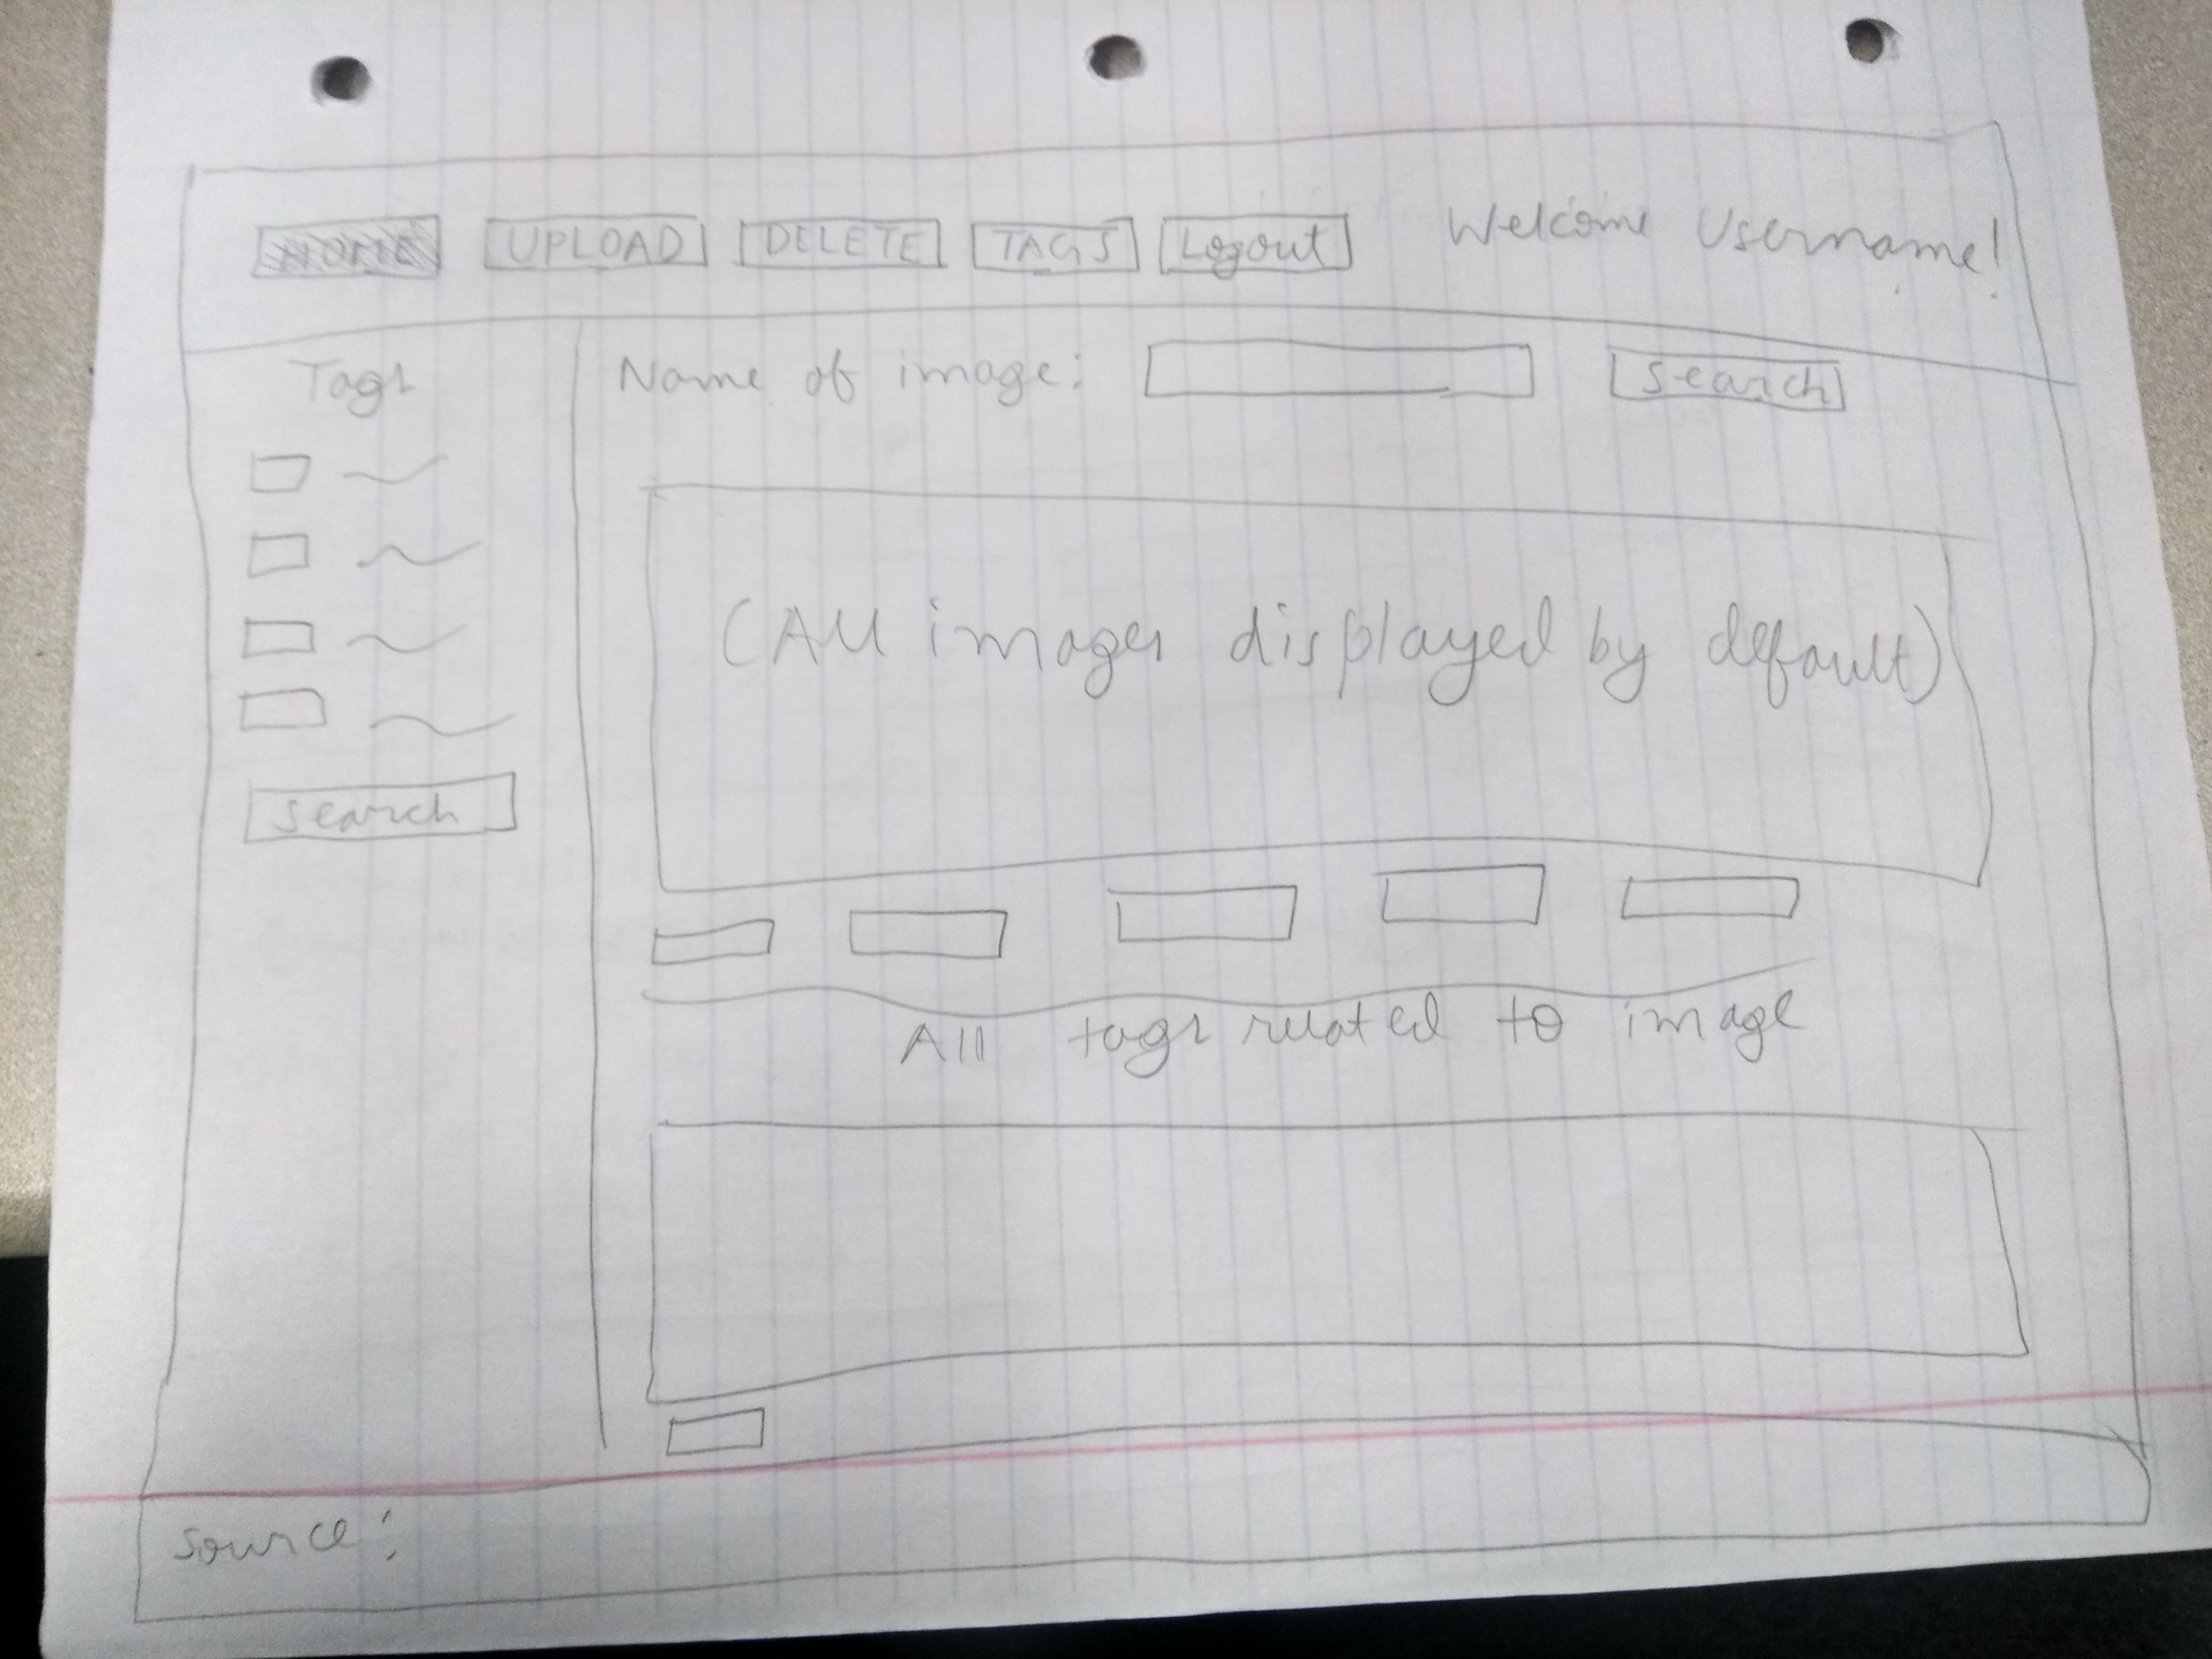 HOME UPLOAD DELETE TAGS Logout Welcome Username!
Tags
Name of image: search
(All images displayed by default)
search
All tags related to image
source: